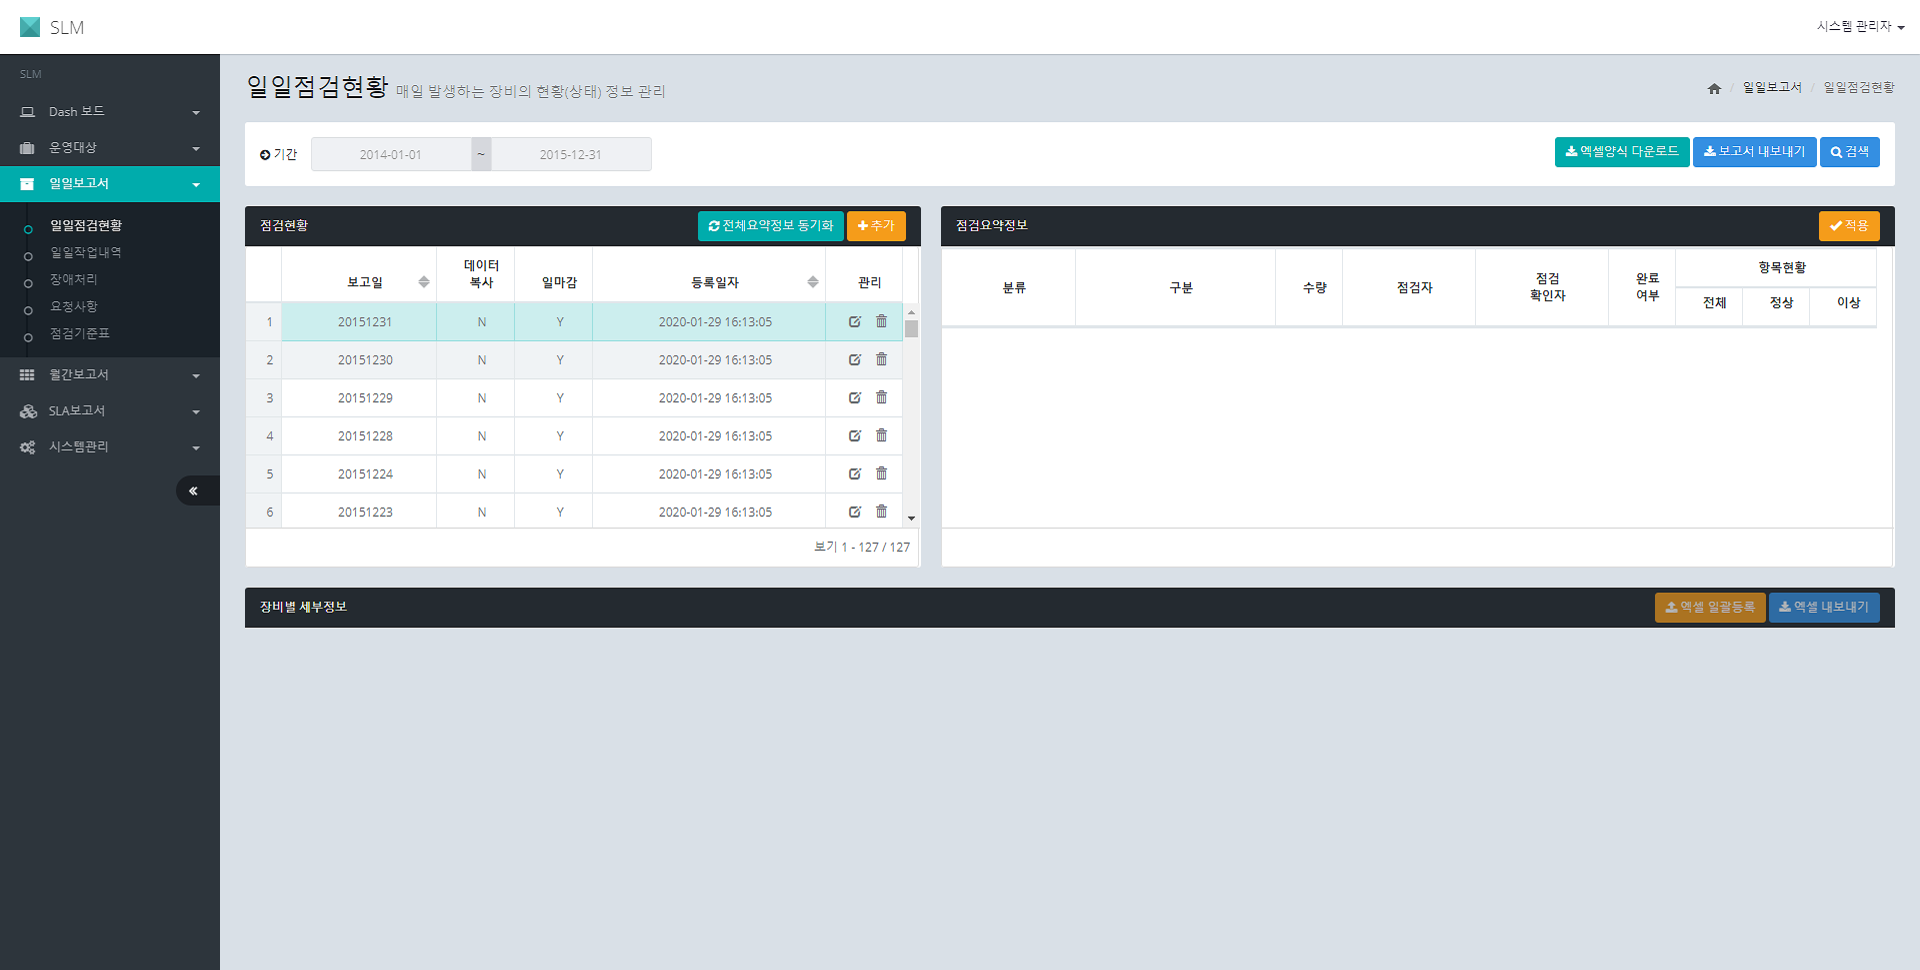 SLM
시스템 관리자
SLM
Dash 보드
운영대상
일일보고서
일일점검현황
일일작업내역
장애처리
요청사항
점검기준표
월간보고서
SLA보고서
시스템관리
일일점검현황 매일 발생하는 장비의 현황(상태) 정보 관리
/ 일일보고서 / 일일점검현황
기간 2014-01-01 ~ 2015-12-31
엑셀양식 다운로드 보고서 내보내기 검색
점검현황 전체요약정보 동기화 추가
보고일 데이터 복사 일마감 등록일자 관리
1 20151231 N Y 2020-01-29 16:13:05
2 20151230 N Y 2020-01-29 16:13:05
3 20151229 N Y 2020-01-29 16:13:05
4 20151228 N Y 2020-01-29 16:13:05
5 20151224 N Y 2020-01-29 16:13:05
6 20151223 N Y 2020-01-29 16:13:05
보기 1 - 127 / 127
점검요약정보 적용
분류 구분 수량 점검자 점검 확인자 완료 여부 항목현황
전체 정상 이상
장비별 세부정보 엑셀 일괄등록 엑셀 내보내기